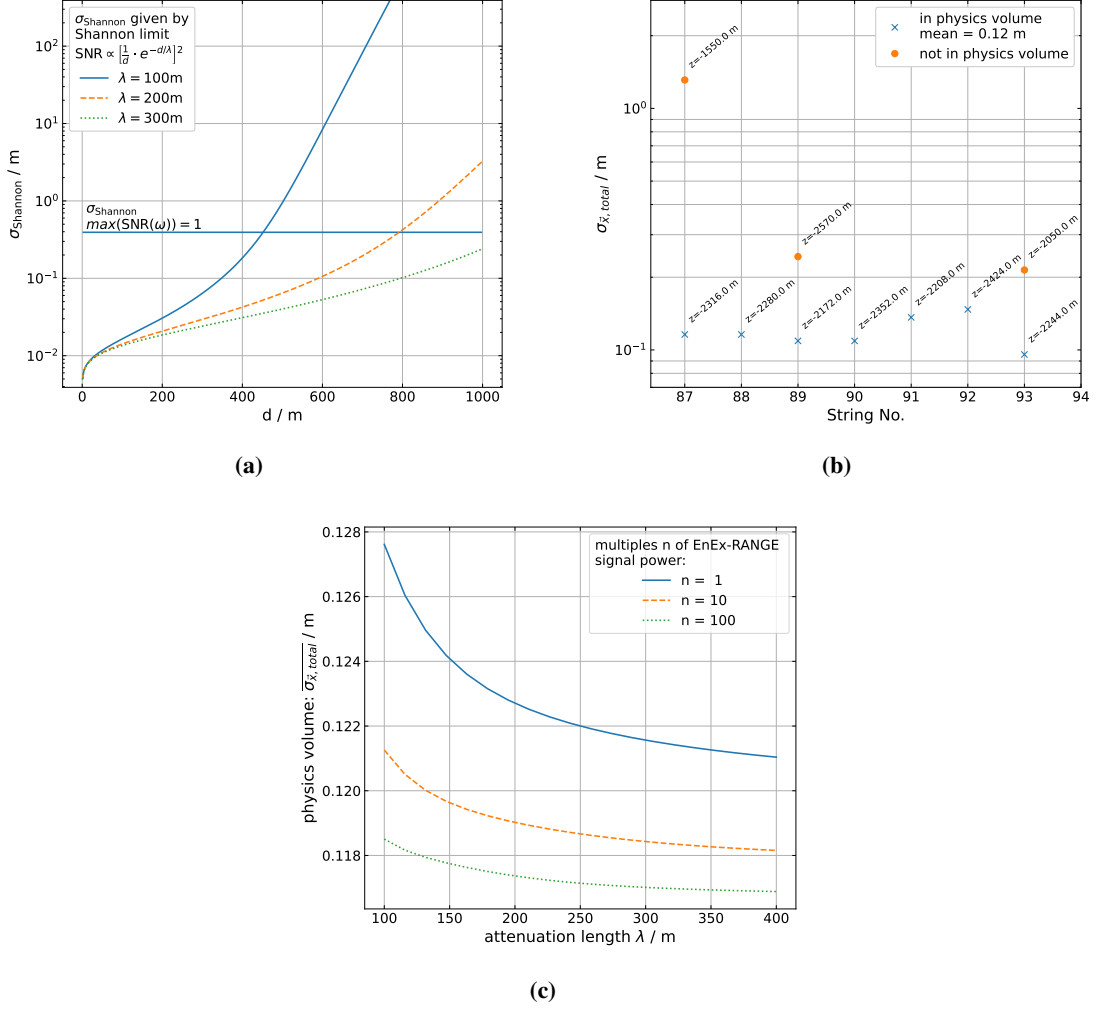 σShannon given by
Shannon limit
SNR ∝ [1/d · e^−d/λ]²
λ = 100m
λ = 200m
λ = 300m
10²
10¹
10⁰
10⁻¹
10⁻²
σShannon / m
σShannon
max(SNR(ω)) = 1
0 200 400 600 800 1000
d / m
(a)
in physics volume
mean = 0.12 m
not in physics volume
z=-1550.0 m
10⁰
σx⃗, total / m
z=-2570.0 m
z=-2050.0 m
z=-2316.0 m
z=-2280.0 m
z=-2172.0 m
z=-2352.0 m
z=-2208.0 m
z=-2424.0 m
z=-2244.0 m
10⁻¹
87 88 89 90 91 92 93 94
String No.
(b)
multiples n of EnEx-RANGE
signal power:
n = 1
n = 10
n = 100
0.128
0.126
0.124
0.122
0.120
0.118
physics volume: σx⃗, total / m
100 150 200 250 300 350 400
attenuation length λ / m
(c)